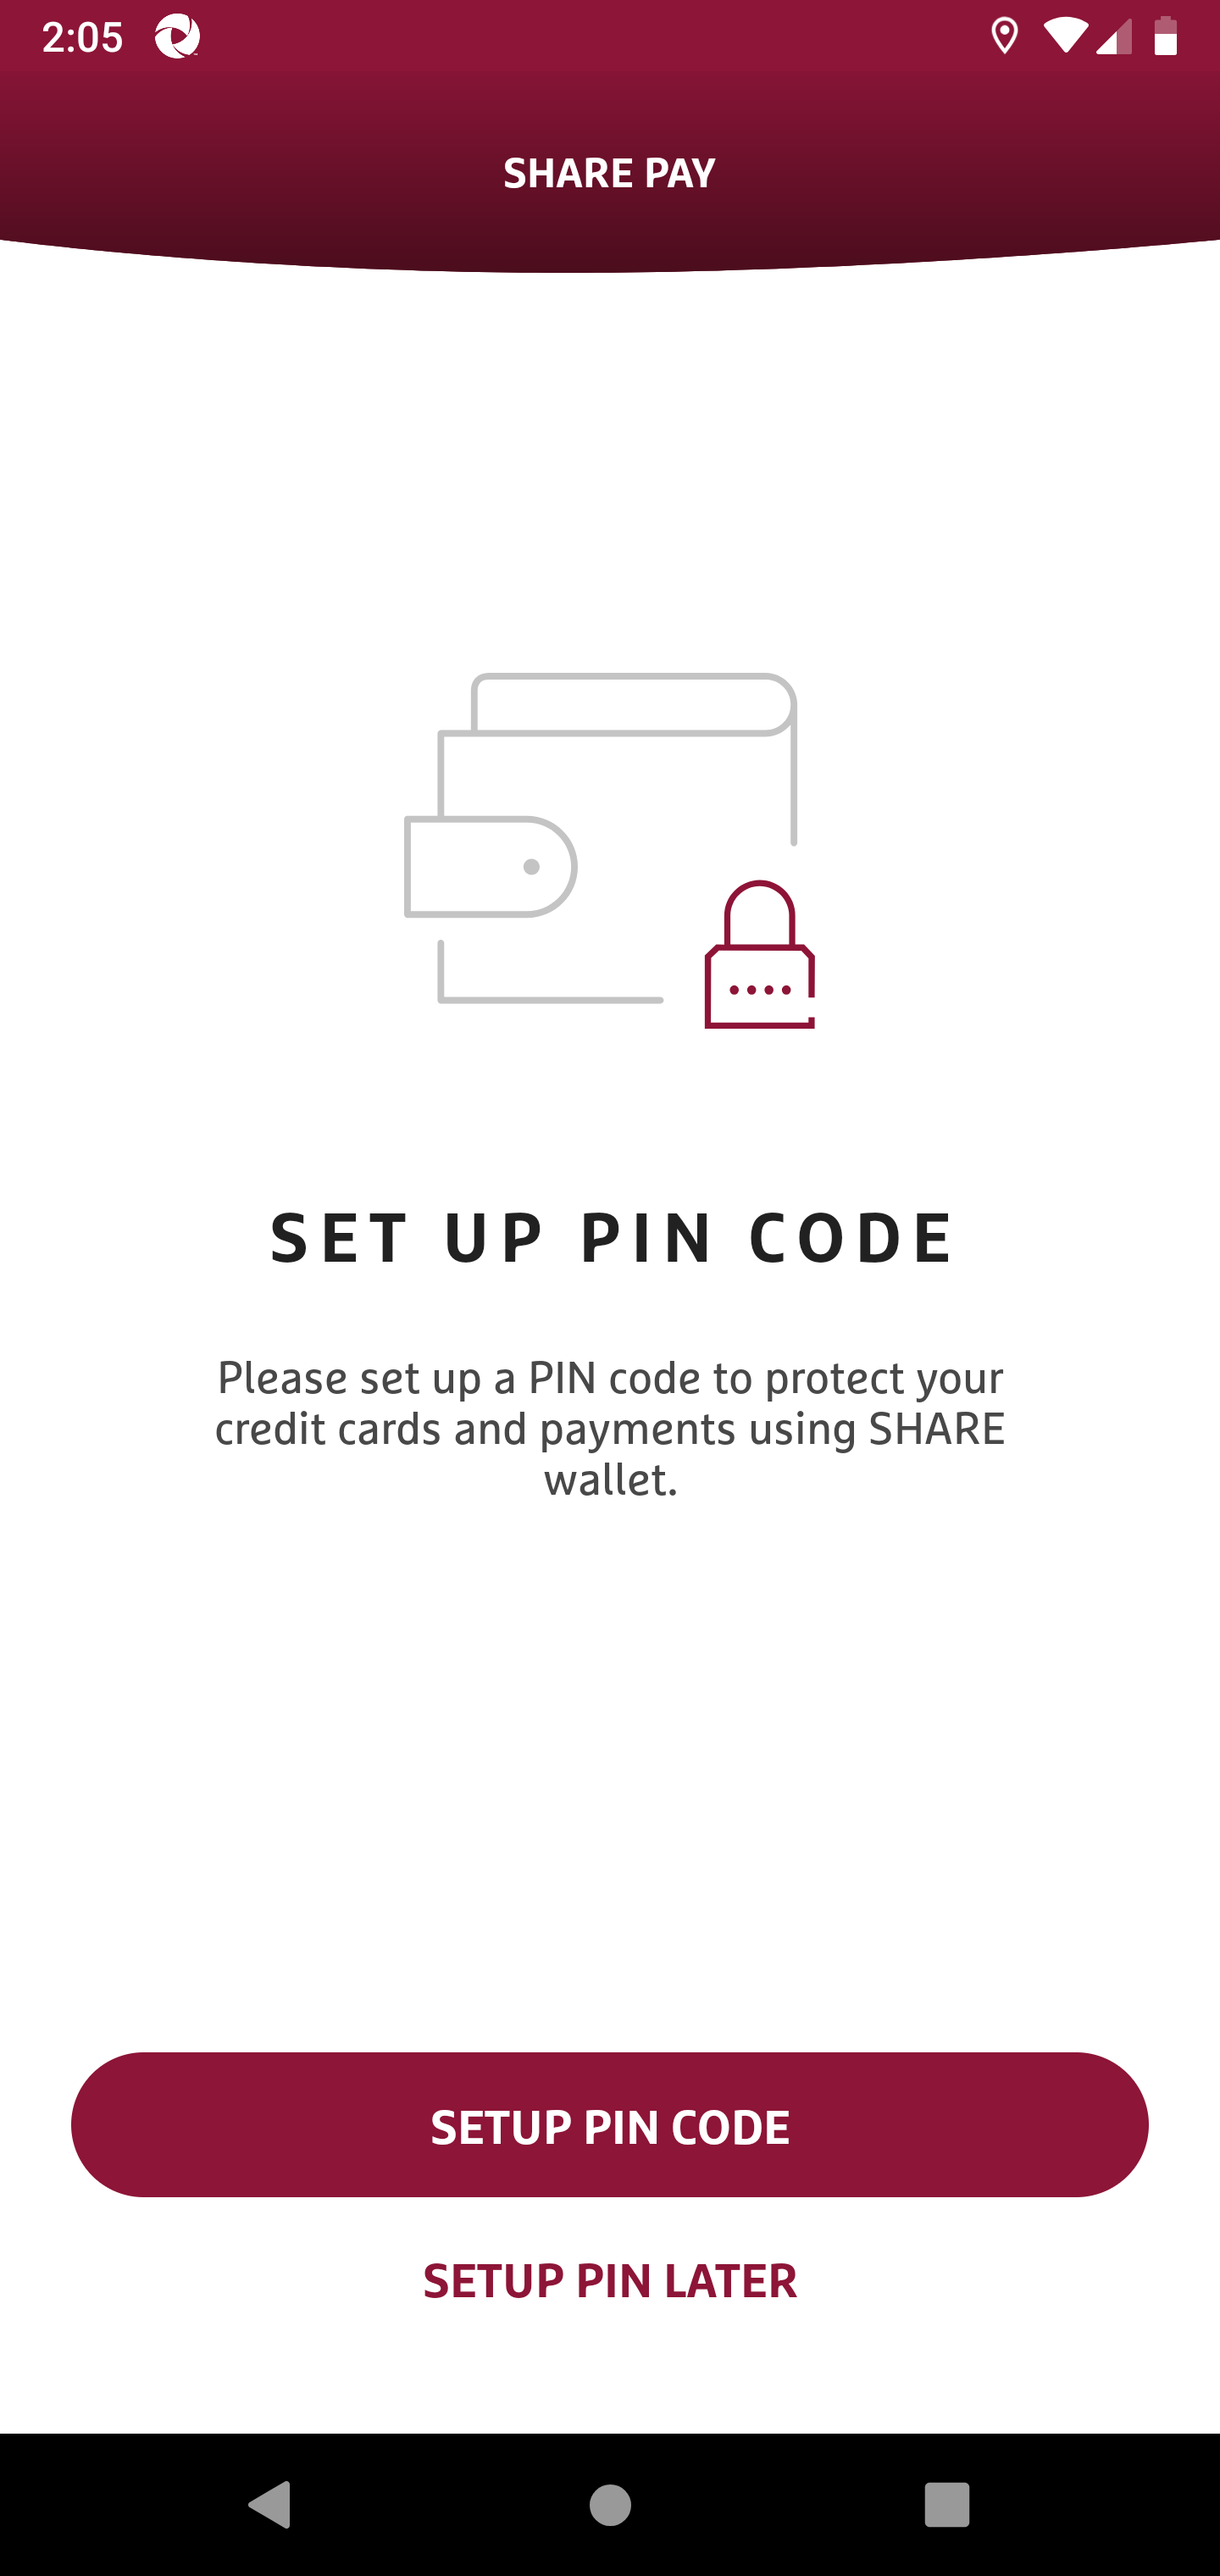 2:05
SHARE PAY
SET UP PIN CODE
Please set up a PIN code to protect your
credit cards and payments using SHARE
wallet.
SETUP PIN CODE
SETUP PIN LATER